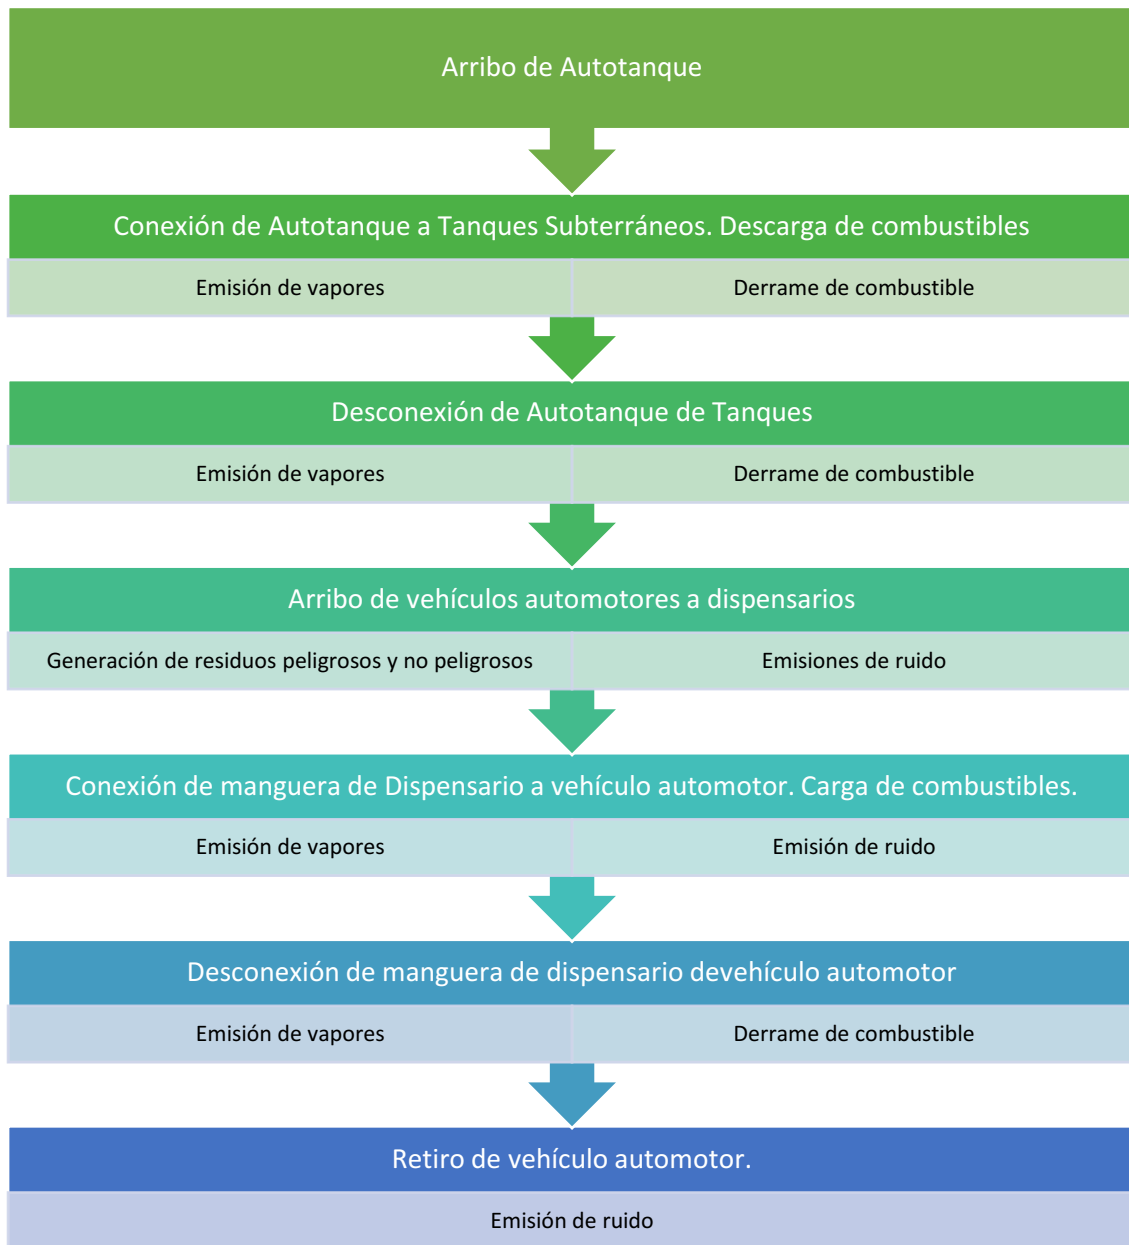 Arribo de Autotanque
Conexión de Autotanque a Tanques Subterráneos. Descarga de combustibles
Emisión de vapores
Derrame de combustible
Desconexión de Autotanque de Tanques
Emisión de vapores
Derrame de combustible
Arribo de vehículos automotores a dispensarios
Generación de residuos peligrosos y no peligrosos
Emisiones de ruido
Conexión de manguera de Dispensario a vehículo automotor. Carga de combustibles.
Emisión de vapores
Emisión de ruido
Desconexión de manguera de dispensario devehículo automotor
Emisión de vapores
Derrame de combustible
Retiro de vehículo automotor.
Emisión de ruido